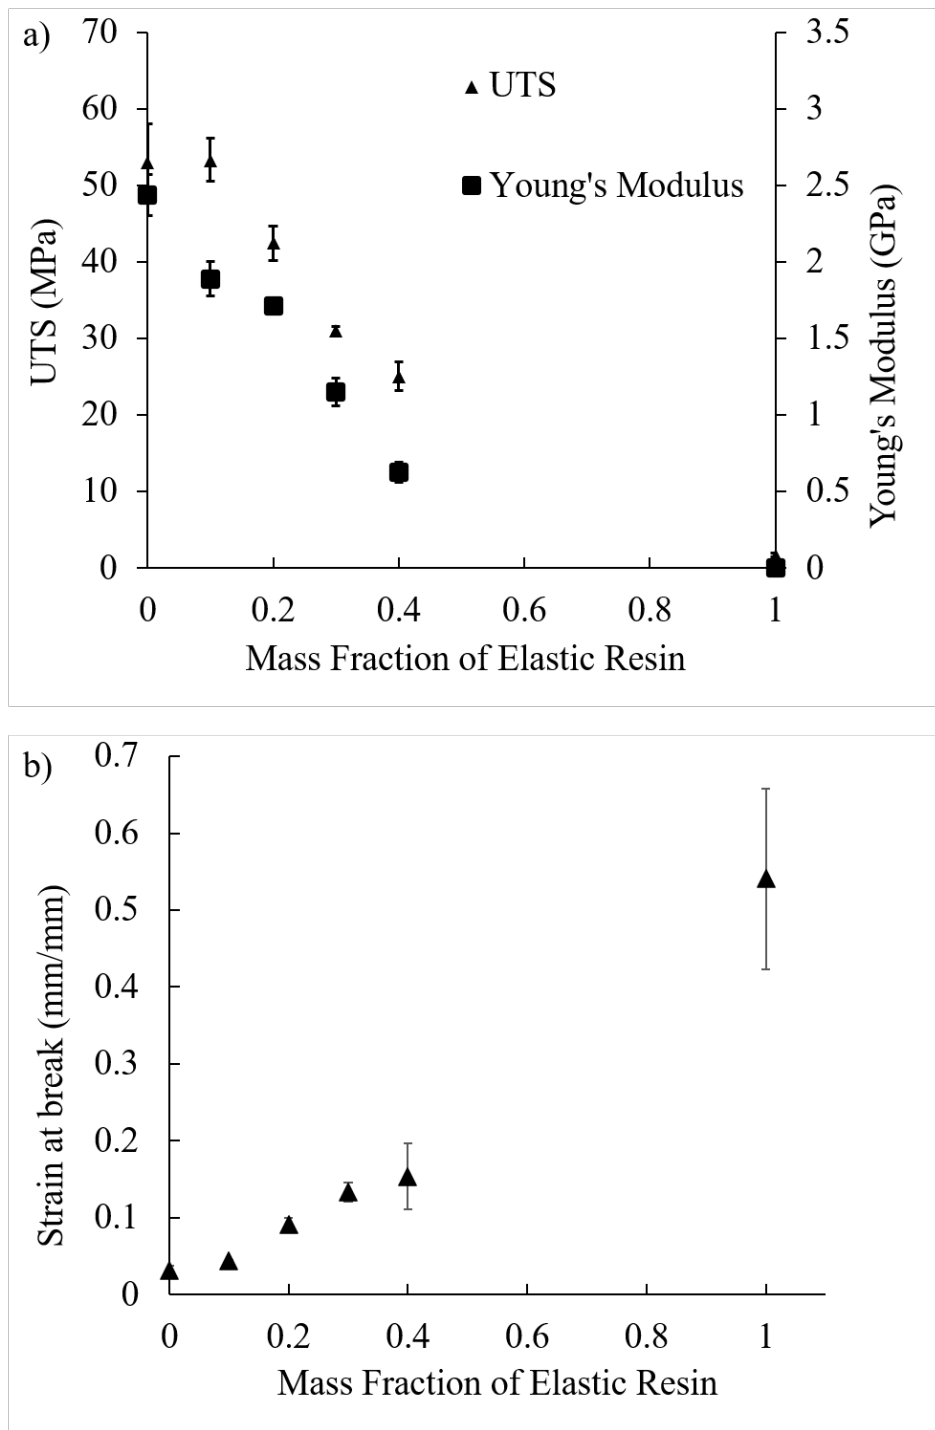 a)
70
60
50
40
30
20
10
0
UTS (MPa)
3.5
3
2.5
2
1.5
1
0.5
0
Young's Modulus (GPa)
UTS
Young's Modulus
0 0.2 0.4 0.6 0.8 1
Mass Fraction of Elastic Resin
b)
0.7
0.6
0.5
0.4
0.3
0.2
0.1
0
Strain at break (mm/mm)
0 0.2 0.4 0.6 0.8 1
Mass Fraction of Elastic Resin